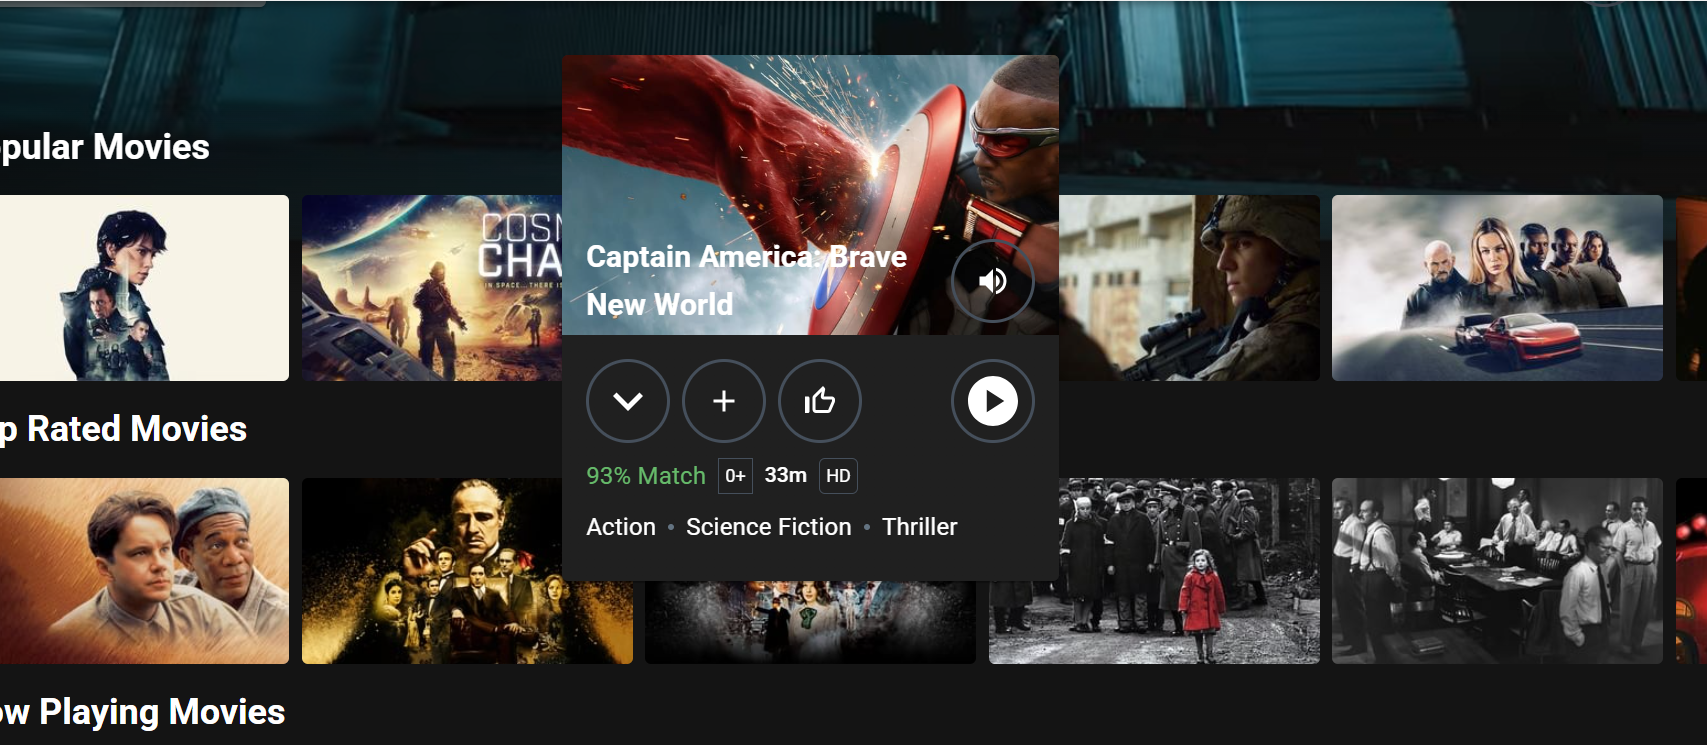 pular Movies
COSM
CHA
IN SPACE... THERE IS
Captain America: Brave
New World
93% Match 0+ 33m HD
Action • Science Fiction • Thriller
p Rated Movies
ow Playing Movies